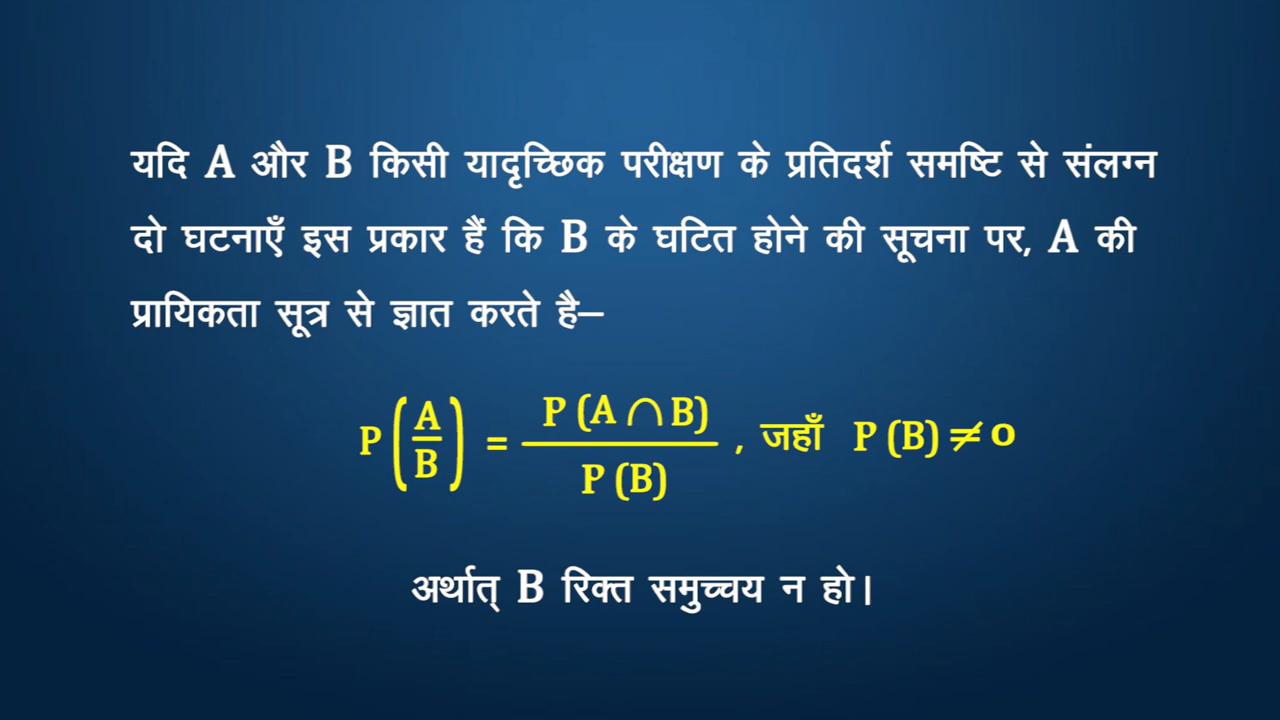 यदि A और B किसी यादृच्छिक परीक्षण के प्रतिदर्श समष्टि से संलग्न
दो घटनाएँ इस प्रकार हैं कि B के घटित होने की सूचना पर, A की
प्रायिकता सूत्र से ज्ञात करते है–
P(A/B) = P(A∩B)/P(B), जहाँ P(B)≠0
अर्थात् B रिक्त समुच्चय न हो।